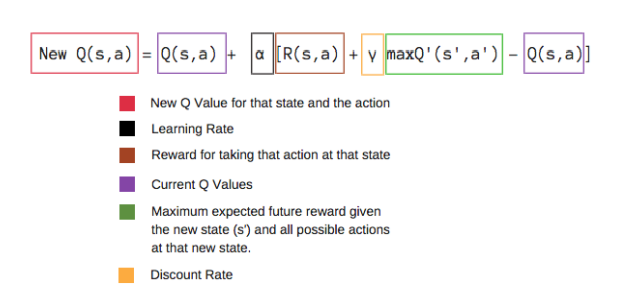 New Q(s,a) = Q(s,a) + α [R(s,a) + γ maxQ'(s',a') − Q(s,a)]
New Q Value for that state and the action
Learning Rate
Reward for taking that action at that state
Current Q Values
Maximum expected future reward given
the new state (s') and all possible actions
at that new state.
Discount Rate